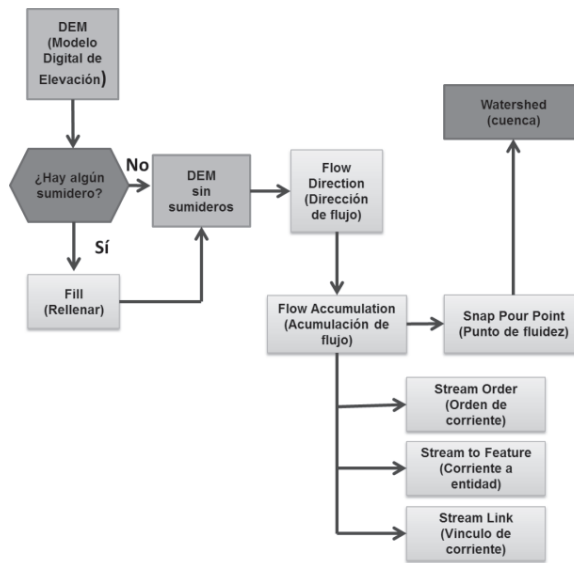 DEM
(Modelo
Digital de
Elevación)
¿Hay algún
sumidero?
No
Sí
Fill
(Rellenar)
DEM
sin
sumideros
Flow
Direction
(Dirección
de flujo)
Flow Accumulation
(Acumulación de
flujo)
Watershed
(cuenca)
Snap Pour Point
(Punto de fluidez)
Stream Order
(Orden de
corriente)
Stream to Feature
(Corriente a
entidad)
Stream Link
(Vinculo de
corriente)